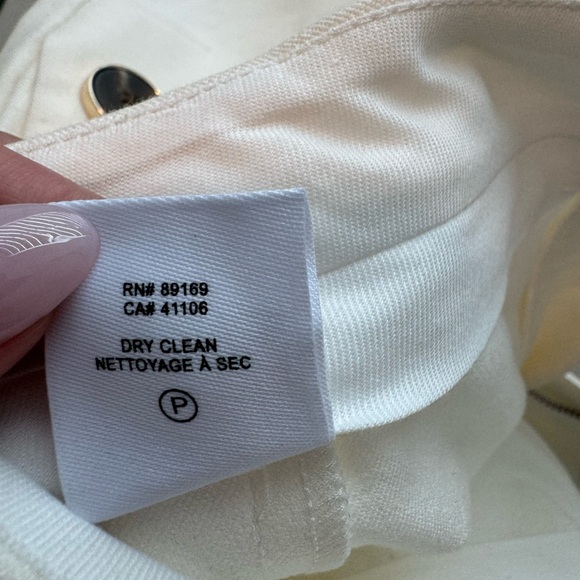 RN# 89169
CA# 41106
DRY CLEAN
NETTOYAGE À SEC
P